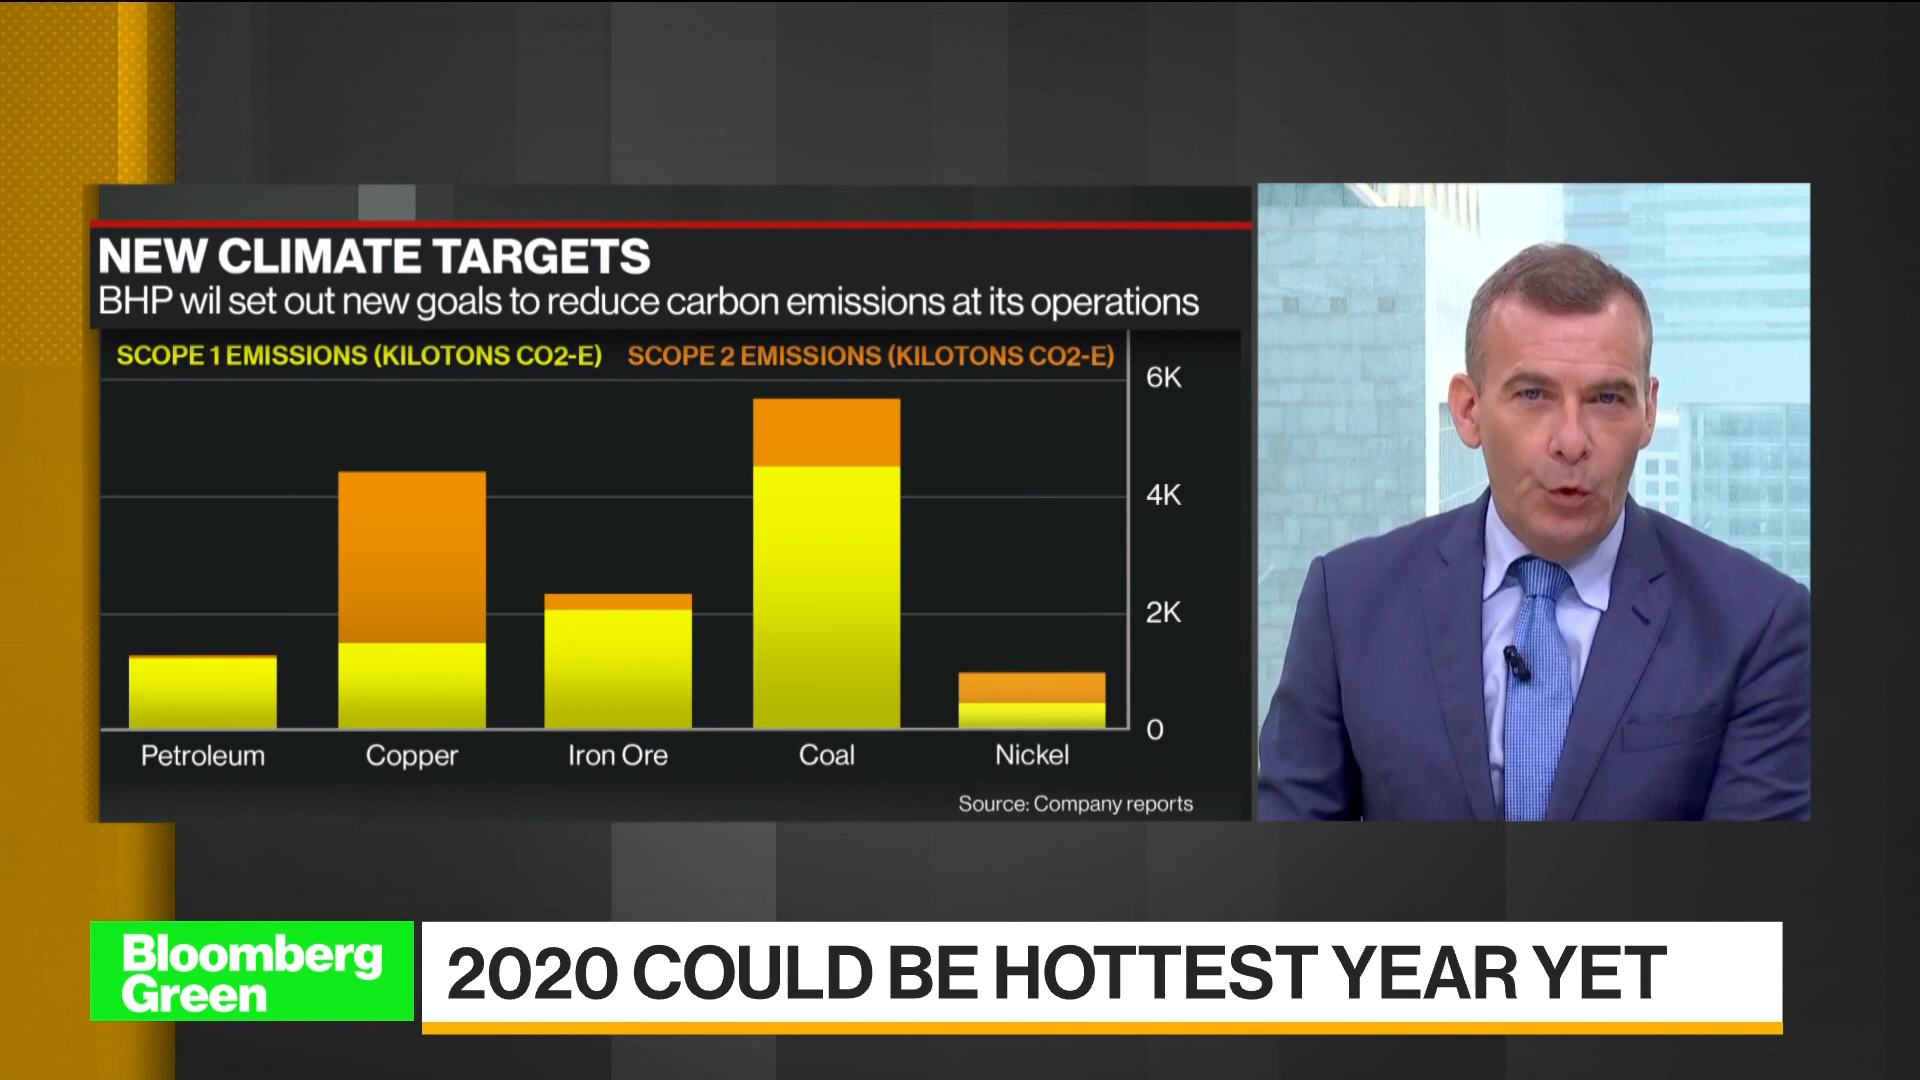 NEW CLIMATE TARGETS
BHP wil set out new goals to reduce carbon emissions at its operations
SCOPE 1 EMISSIONS (KILOTONS CO2-E) SCOPE 2 EMISSIONS (KILOTONS CO2-E)
6K
4K
2K
0
Petroleum Copper Iron Ore Coal Nickel
Source: Company reports
Bloomberg
Green
2020 COULD BE HOTTEST YEAR YET